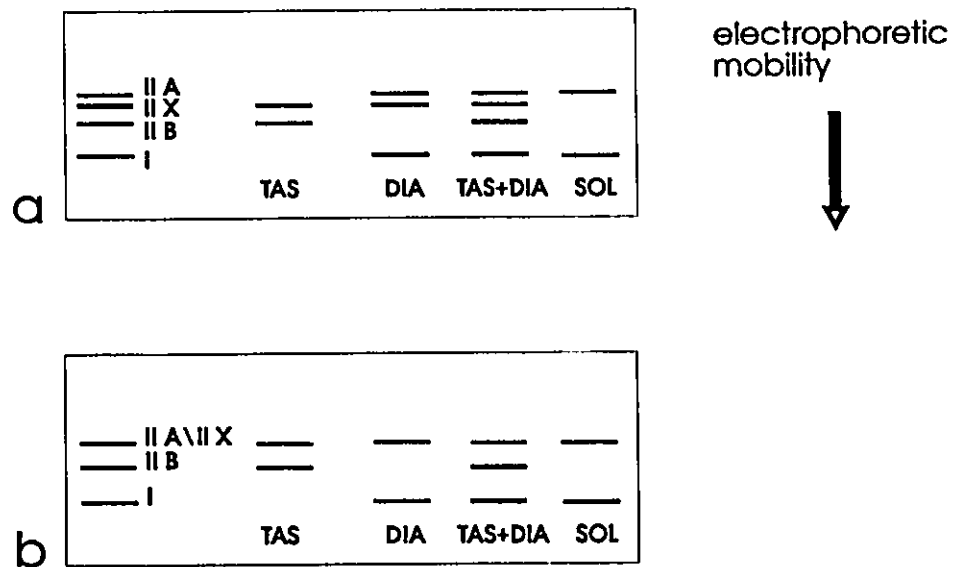 electrophoretic
mobility
II A
II X
II B
I
TAS DIA TAS+DIA SOL
a
II A\II X
II B
I
TAS DIA TAS+DIA SOL
b